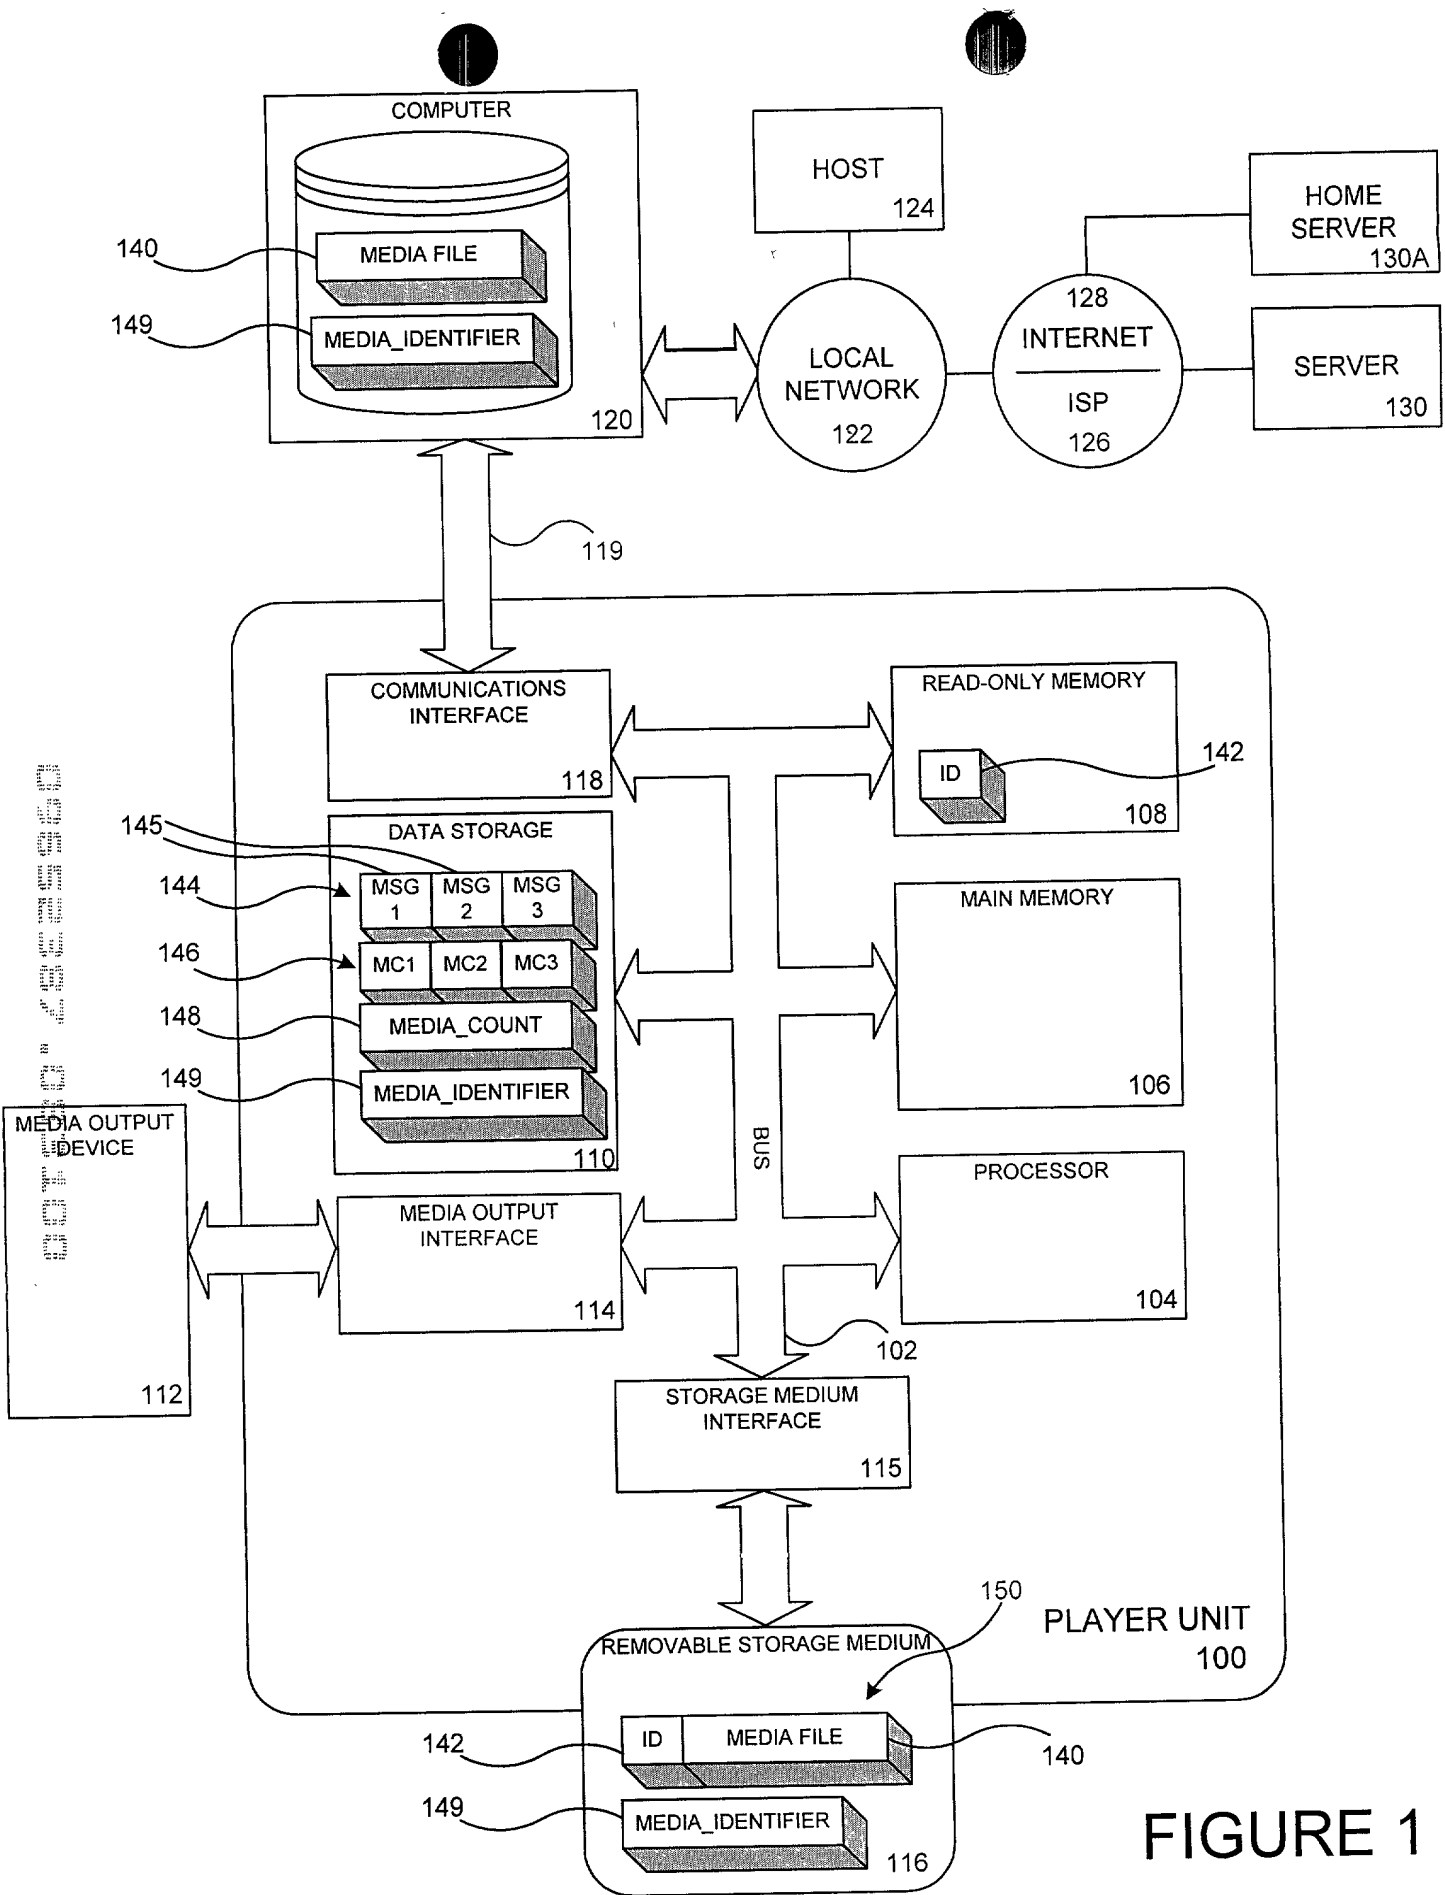 COMPUTER
140
MEDIA FILE
149
MEDIA_IDENTIFIER
120
HOST
124
LOCAL
NETWORK
122
128
INTERNET
ISP
126
HOME
SERVER
130A
SERVER
130
119
COMMUNICATIONS
INTERFACE
118
READ-ONLY MEMORY
ID
142
108
DATA STORAGE
145
144
MSG MSG MSG
1 2 3
146
MC1 MC2 MC3
148
MEDIA_COUNT
149
MEDIA_IDENTIFIER
110
MAIN MEMORY
106
BUS
MEDIA OUTPUT
DEVICE
112
MEDIA OUTPUT
INTERFACE
114
PROCESSOR
104
102
STORAGE MEDIUM
INTERFACE
115
150
PLAYER UNIT
100
REMOVABLE STORAGE MEDIUM
142
ID MEDIA FILE
140
149
MEDIA_IDENTIFIER
116
FIGURE 1